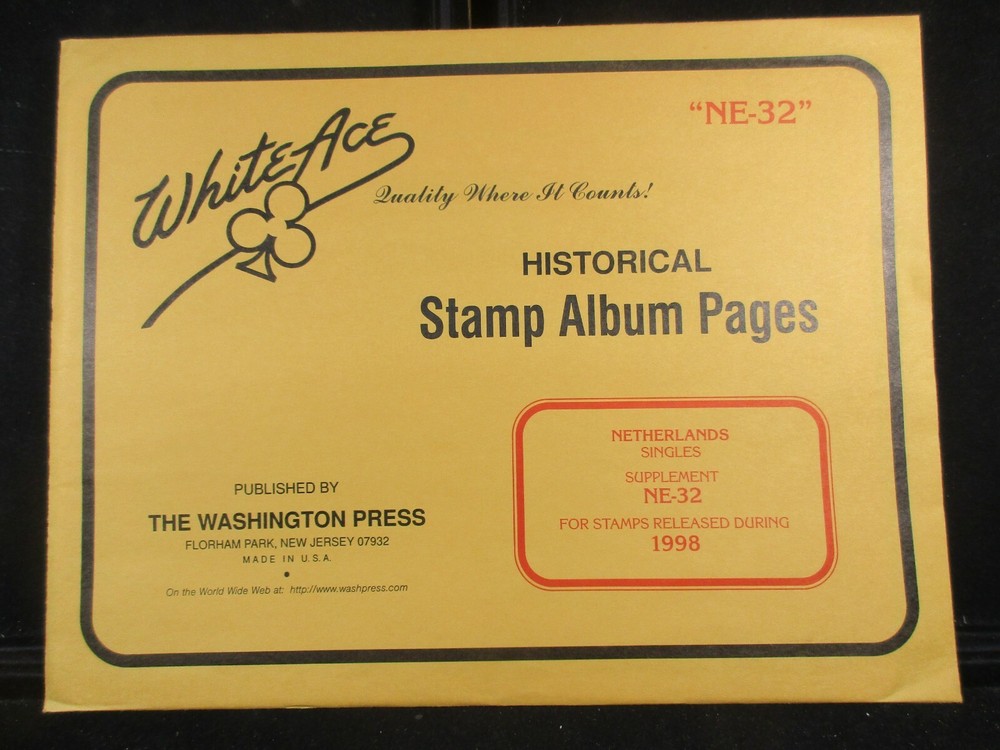 "NE-32"
White Ace
Quality Where It Counts!
HISTORICAL
Stamp Album Pages
NETHERLANDS
SINGLES
SUPPLEMENT
NE-32
FOR STAMPS RELEASED DURING
1998
PUBLISHED BY
THE WASHINGTON PRESS
FLORHAM PARK, NEW JERSEY 07932
MADE IN U.S.A.
On the World Wide Web at: http://www.washpress.com